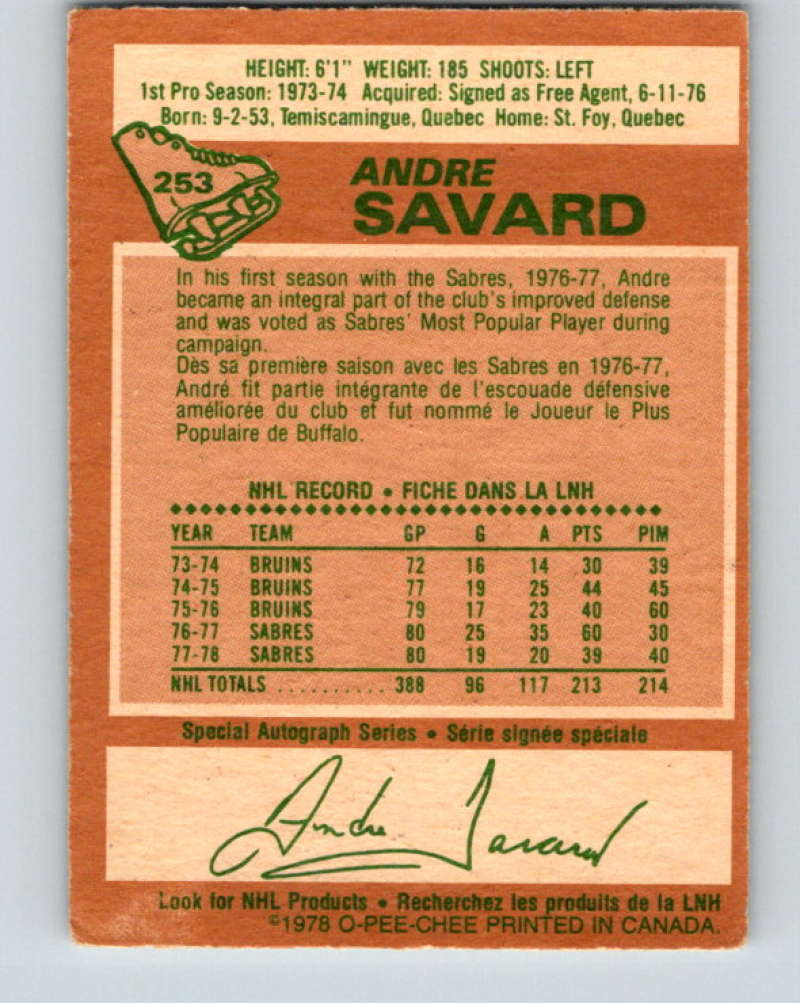 HEIGHT: 6'1" WEIGHT: 185 SHOOTS: LEFT
1st Pro Season: 1973-74 Acquired: Signed as Free Agent, 6-11-76
Born: 9-2-53, Temiscamingue, Quebec Home: St. Foy, Quebec
253
ANDRE
SAVARD
In his first season with the Sabres, 1976-77, Andre
became an integral part of the club's improved defense
and was voted as Sabres' Most Popular Player during
campaign.
Dès sa première saison avec les Sabres en 1976-77,
André fit partie intégrante de l'escouade défensive
améliorée du club et fut nommé le Joueur le Plus
Populaire de Buffalo.
NHL RECORD • FICHE DANS LA LNH
YEAR TEAM GP G A PTS PIM
73-74 BRUINS 72 16 14 30 39
74-75 BRUINS 77 19 25 44 45
75-76 BRUINS 79 17 23 40 60
76-77 SABRES 80 25 35 60 30
77-78 SABRES 80 19 20 39 40
NHL TOTALS .......... 388 96 117 213 214
Special Autograph Series • Série signée spéciale
Andre Savard
Look for NHL Products • Recherchez les produits de la LNH
©1978 O-PEE-CHEE PRINTED IN CANADA.